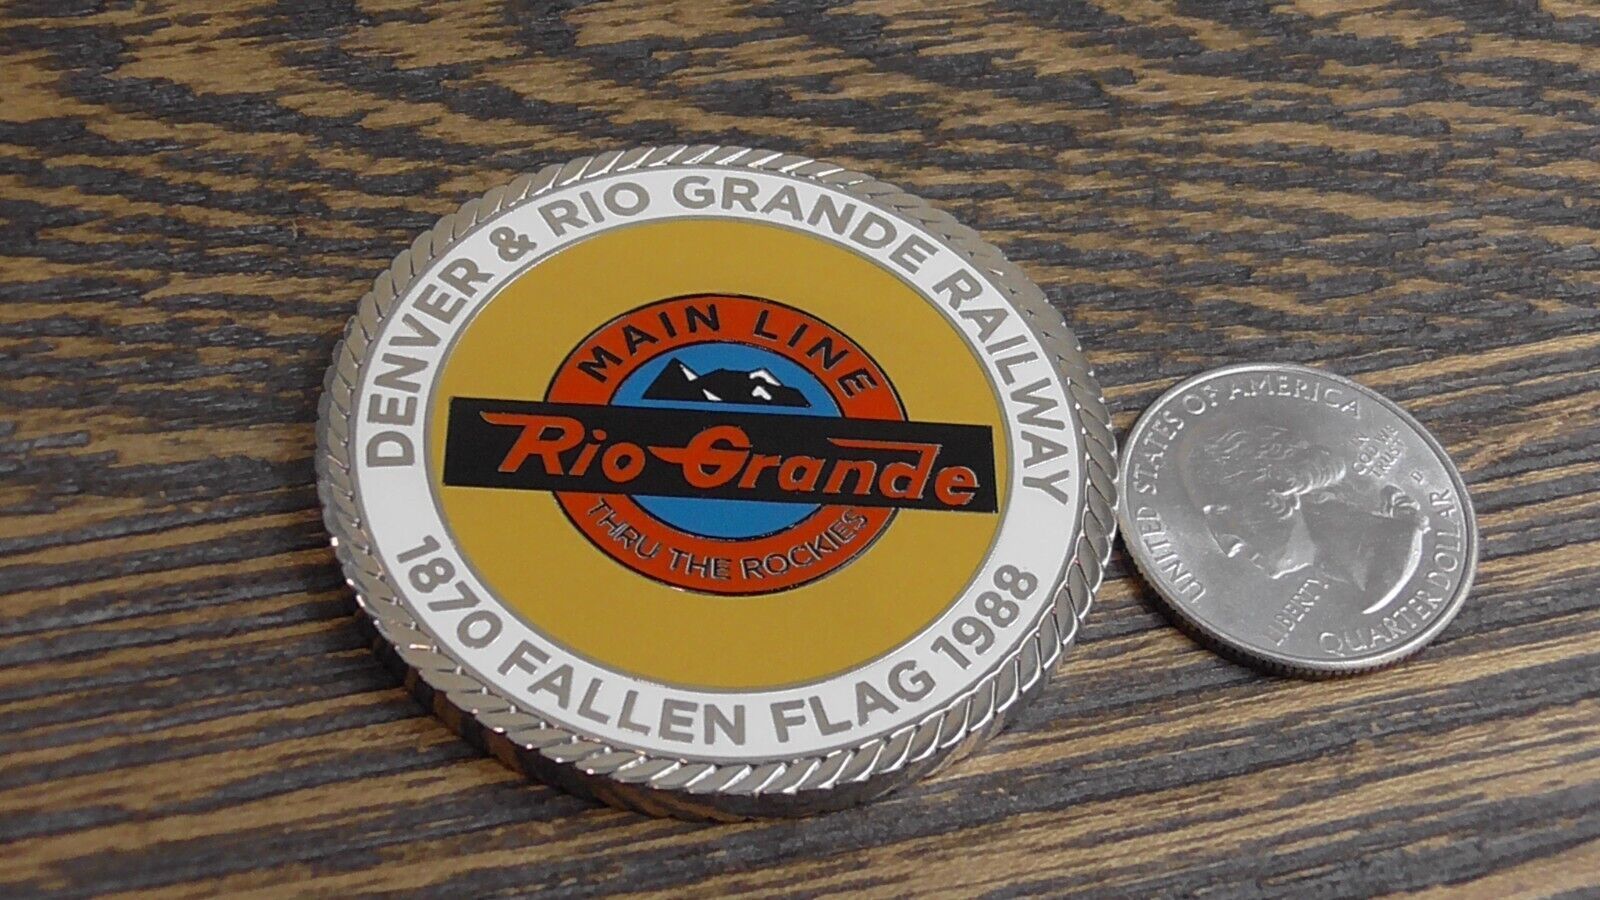 DENVER & RIO GRANDE RAILWAY
MAIN LINE
Rio Grande
THRU THE ROCKIES
1870 FALLEN FLAG 1988
UNITED STATES OF AMERICA
LIBERTY
IN GOD
WE
TRUST
QUARTER DOLLAR